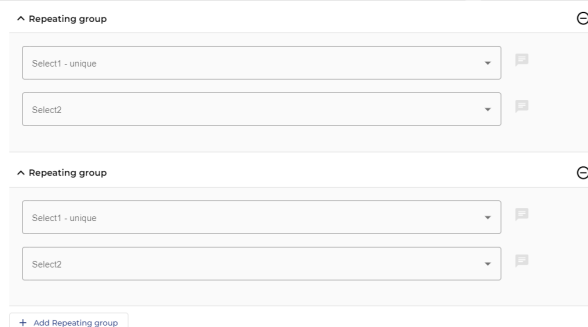 Repeating group
Select1 - unique
Select2
Repeating group
Select1 - unique
Select2
+ Add Repeating group